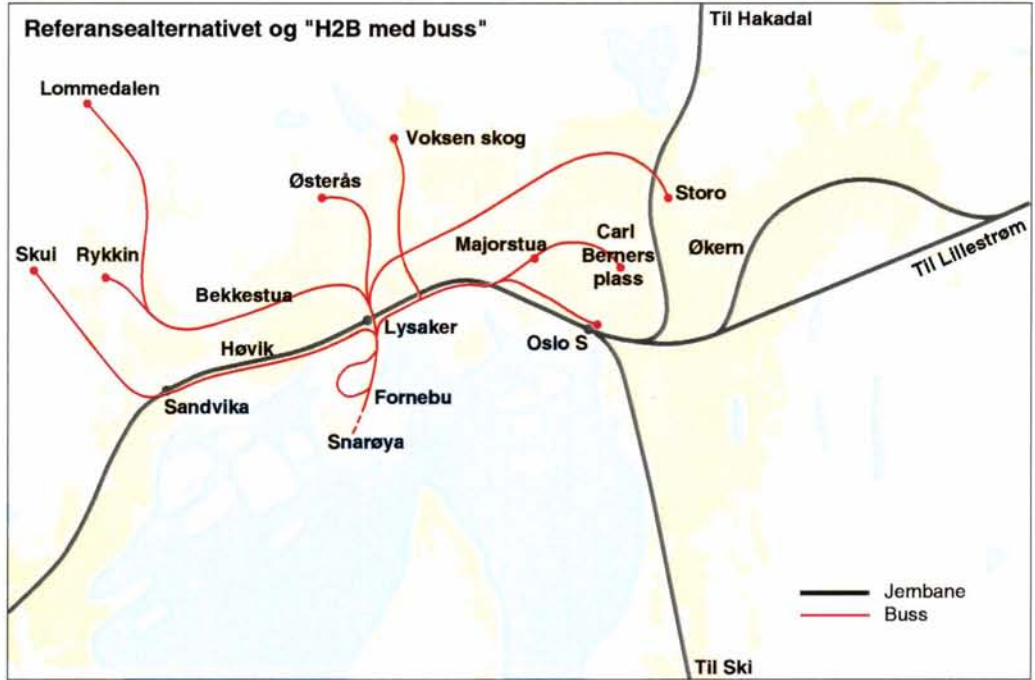 Referansealternativet og "H2B med buss"
Til Hakadal
Lommedalen
Voksen skog
Østerås
Storo
Carl
Berners
plass
Majorstua
Økern
Skui
Rykkin
Til Lillestrøm
Bekkestua
Lysaker
Oslo S
Høvik
Sandvika
Fornebu
Snarøya
Jernbane
Buss
Til Ski